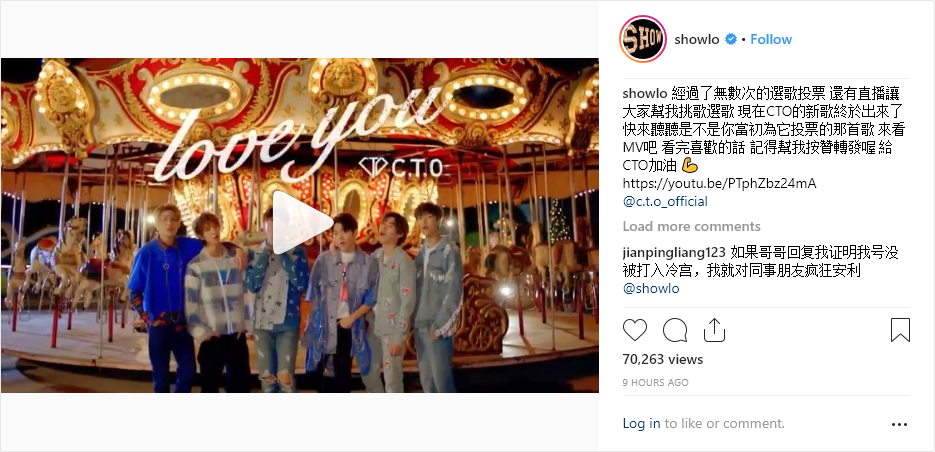 love you
CTO
SHOW
showlo • Follow
showlo 經過了無數次的選歌投票 還有直播讓
大家幫我挑歌選歌 現在CTO的新歌終於出來了
快來聽聽是不是你當初為它投票的那首歌 來看
MV吧 看完喜歡的話 記得幫我按贊轉發喔 給
CTO加油 💪
https://youtu.be/PTphZbz24mA
@c.t.o_official
Load more comments
jianpingliang123 如果哥哥回复我证明我号没
被打入冷宫，我就对同事朋友疯狂安利
@showlo
70,263 views
9 HOURS AGO
Log in to like or comment.